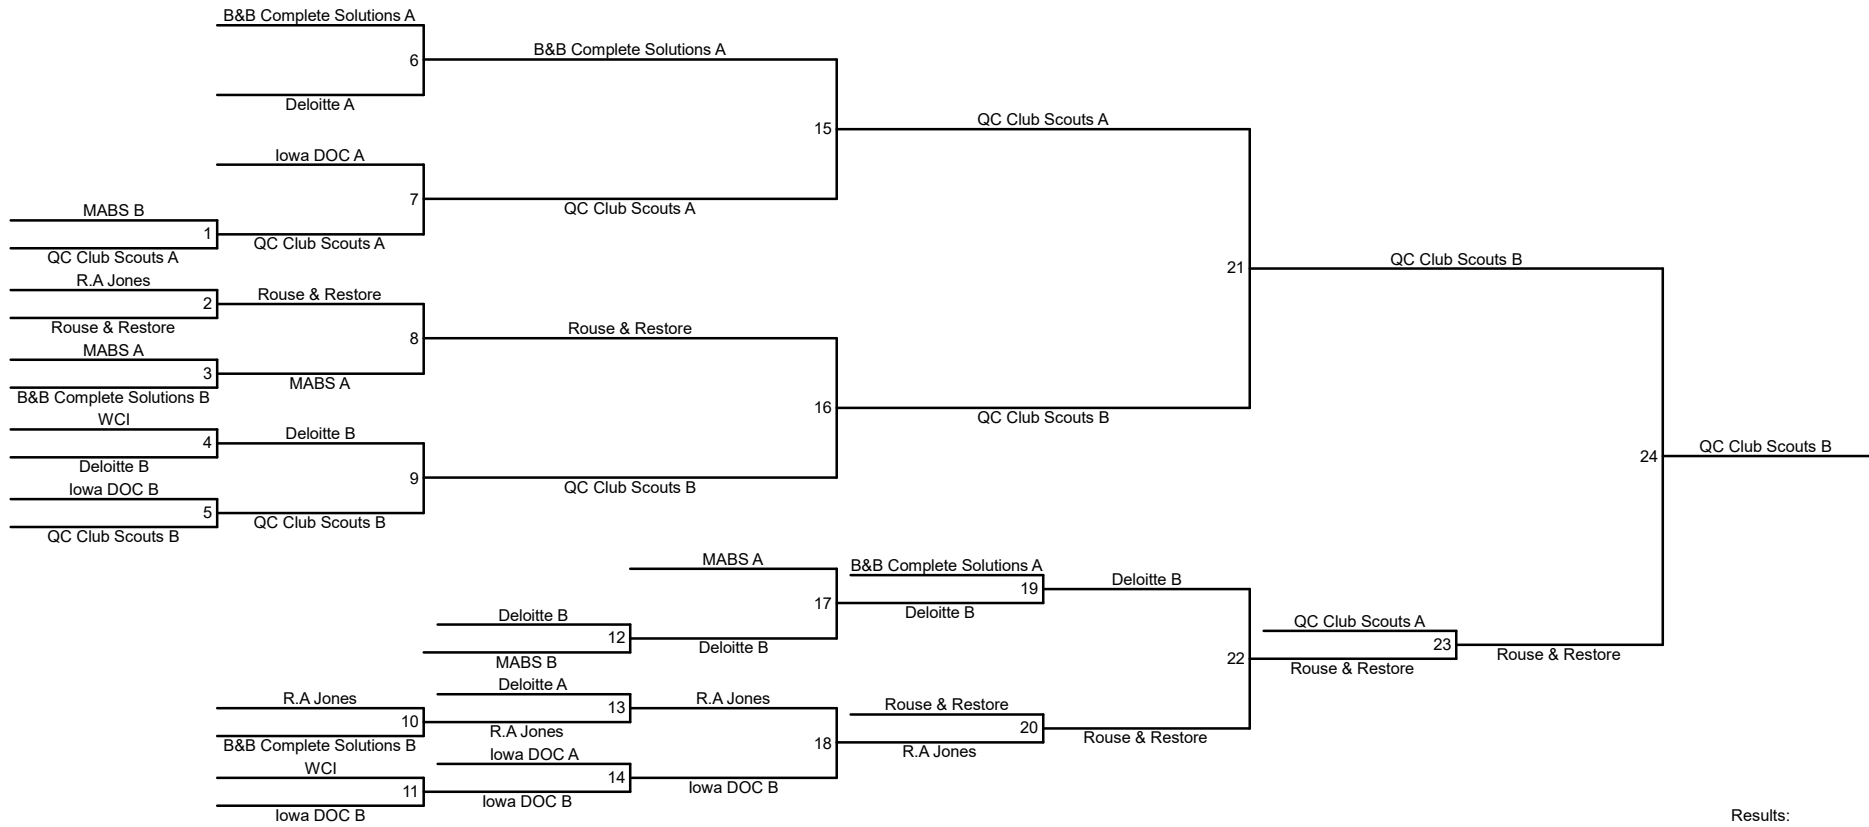 B&B Complete Solutions A
6
B&B Complete Solutions A
Deloitte A
15
QC Club Scouts A
Iowa DOC A
7
QC Club Scouts A
MABS B
1
QC Club Scouts A
QC Club Scouts A
21
QC Club Scouts B
R.A Jones
2
Rouse & Restore
Rouse & Restore
8
Rouse & Restore
MABS A
3
MABS A
B&B Complete Solutions B
16
QC Club Scouts B
WCI
4
Deloitte B
Deloitte B
9
QC Club Scouts B
Iowa DOC B
5
QC Club Scouts B
QC Club Scouts B
24
QC Club Scouts B
MABS A
17
B&B Complete Solutions A
19
Deloitte B
Deloitte B
Deloitte B
12
Deloitte B
MABS B
22
QC Club Scouts A
23
Rouse & Restore
Rouse & Restore
R.A Jones
10
B&B Complete Solutions B
Deloitte A
13
R.A Jones
R.A Jones
18
Rouse & Restore
20
Rouse & Restore
R.A Jones
WCI
11
Iowa DOC B
Iowa DOC A
14
Iowa DOC B
Iowa DOC B
Results: